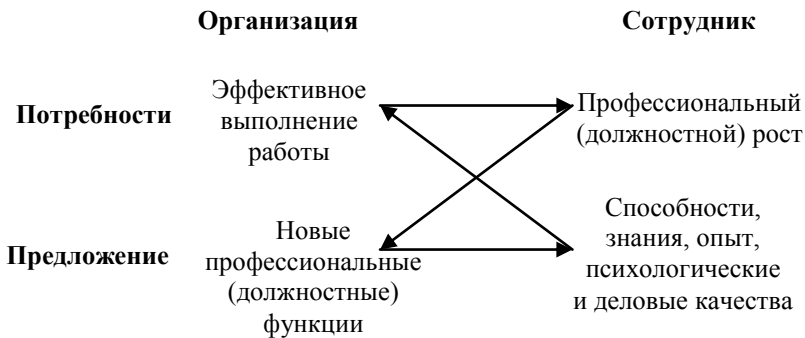 Организация
Сотрудник
Потребности
Эффективное
выполнение
работы
Профессиональный
(должностной) рост
Предложение
Новые
профессиональные
(должностные)
функции
Способности,
знания, опыт,
психологические
и деловые качества